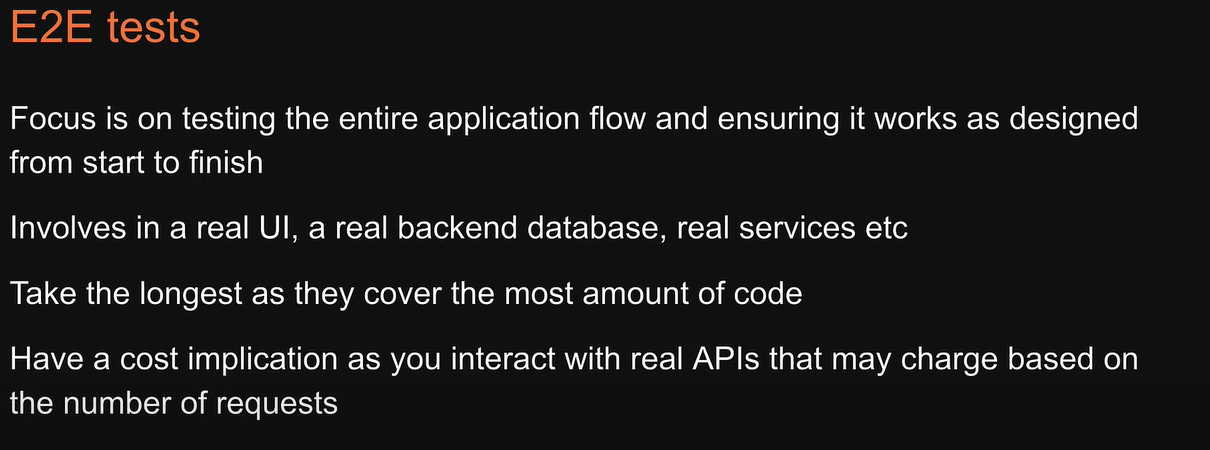 E2E tests
Focus is on testing the entire application flow and ensuring it works as designed
from start to finish
Involves in a real UI, a real backend database, real services etc
Take the longest as they cover the most amount of code
Have a cost implication as you interact with real APIs that may charge based on
the number of requests